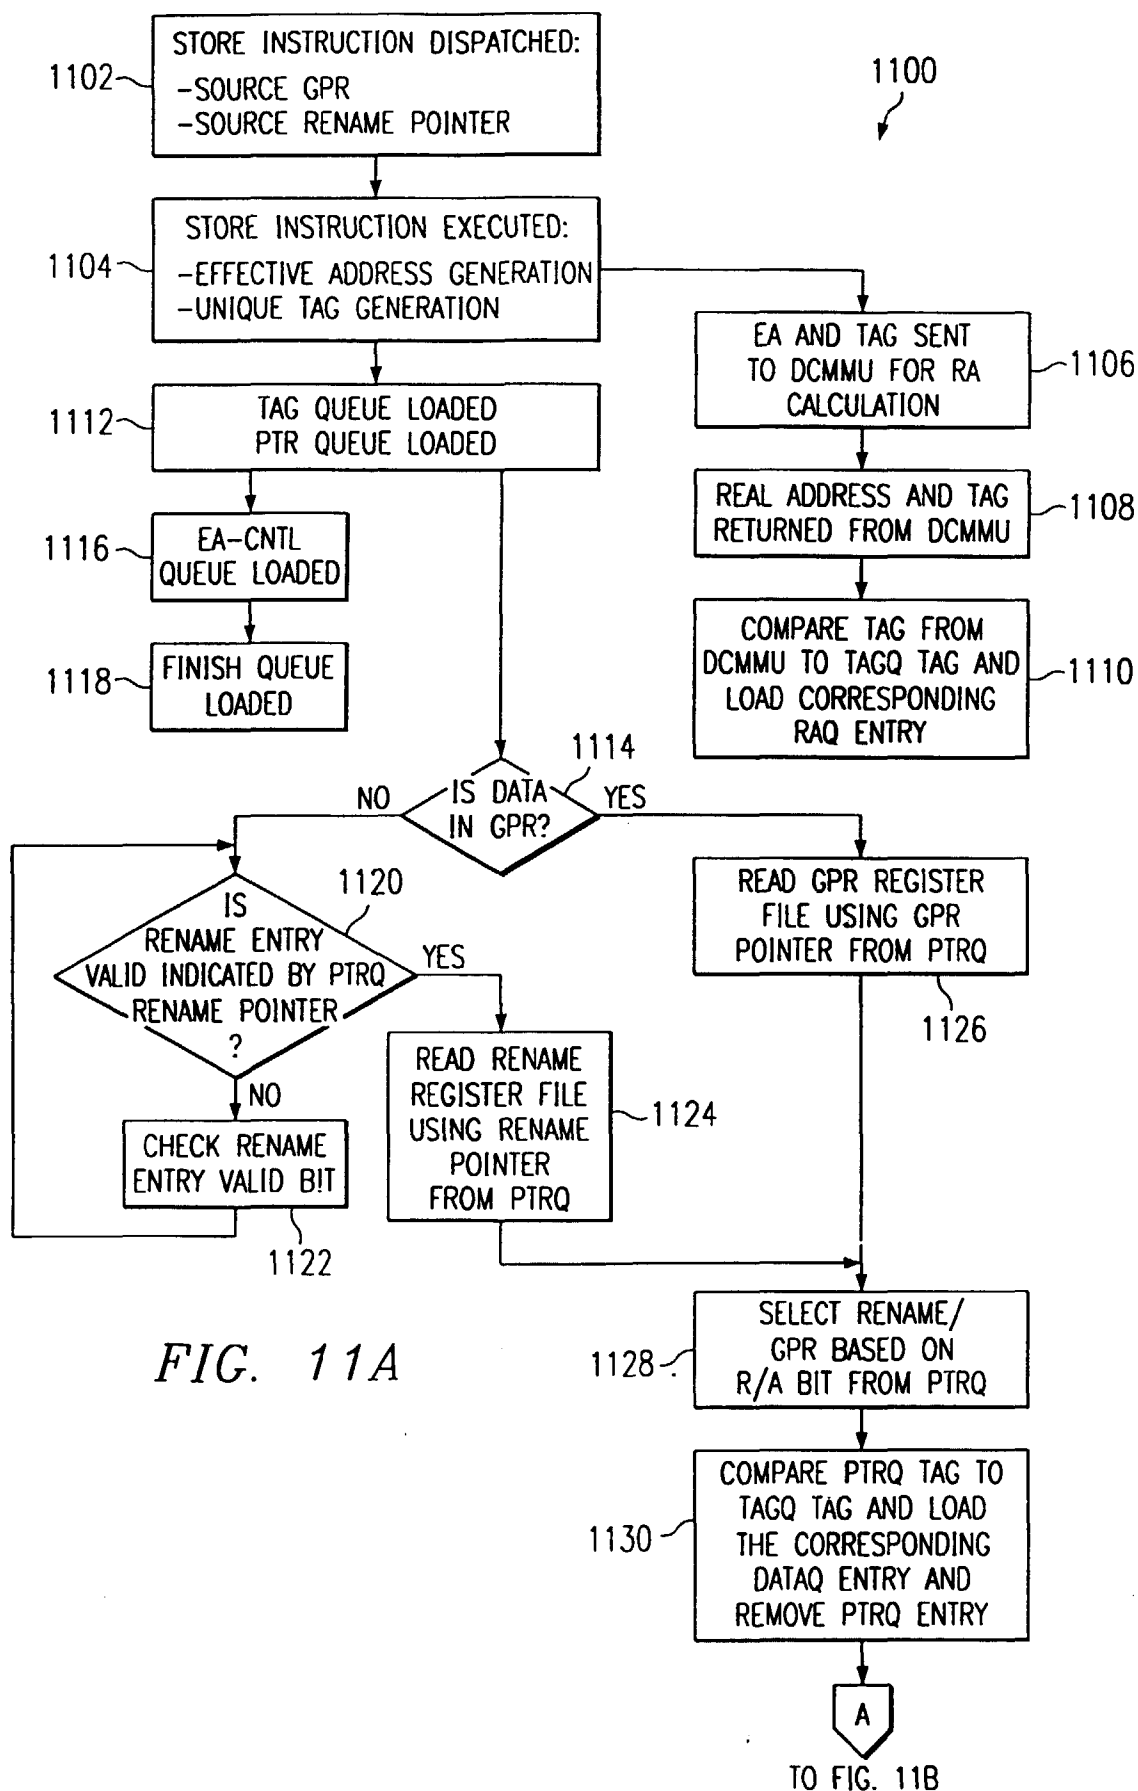 STORE INSTRUCTION DISPATCHED:
-SOURCE GPR
-SOURCE RENAME POINTER
1102
1100
STORE INSTRUCTION EXECUTED:
-EFFECTIVE ADDRESS GENERATION
-UNIQUE TAG GENERATION
1104
EA AND TAG SENT
TO DCMMU FOR RA
CALCULATION
1106
TAG QUEUE LOADED
PTR QUEUE LOADED
1112
REAL ADDRESS AND TAG
RETURNED FROM DCMMU
1108
EA-CNTL
QUEUE LOADED
1116
COMPARE TAG FROM
DCMMU TO TAGQ TAG AND
LOAD CORRESPONDING
RAQ ENTRY
1110
FINISH QUEUE
LOADED
1118
1114
IS DATA
IN GPR?
NO
YES
1120
IS
RENAME ENTRY
VALID INDICATED BY PTRQ
RENAME POINTER
?
YES
NO
READ GPR REGISTER
FILE USING GPR
POINTER FROM PTRQ
1126
READ RENAME
REGISTER FILE
USING RENAME
POINTER
FROM PTRQ
1124
CHECK RENAME
ENTRY VALID BIT
1122
SELECT RENAME/
GPR BASED ON
R/A BIT FROM PTRQ
1128
FIG. 11A
COMPARE PTRQ TAG TO
TAGQ TAG AND LOAD
THE CORRESPONDING
DATAQ ENTRY AND
REMOVE PTRQ ENTRY
1130
A
TO FIG. 11B